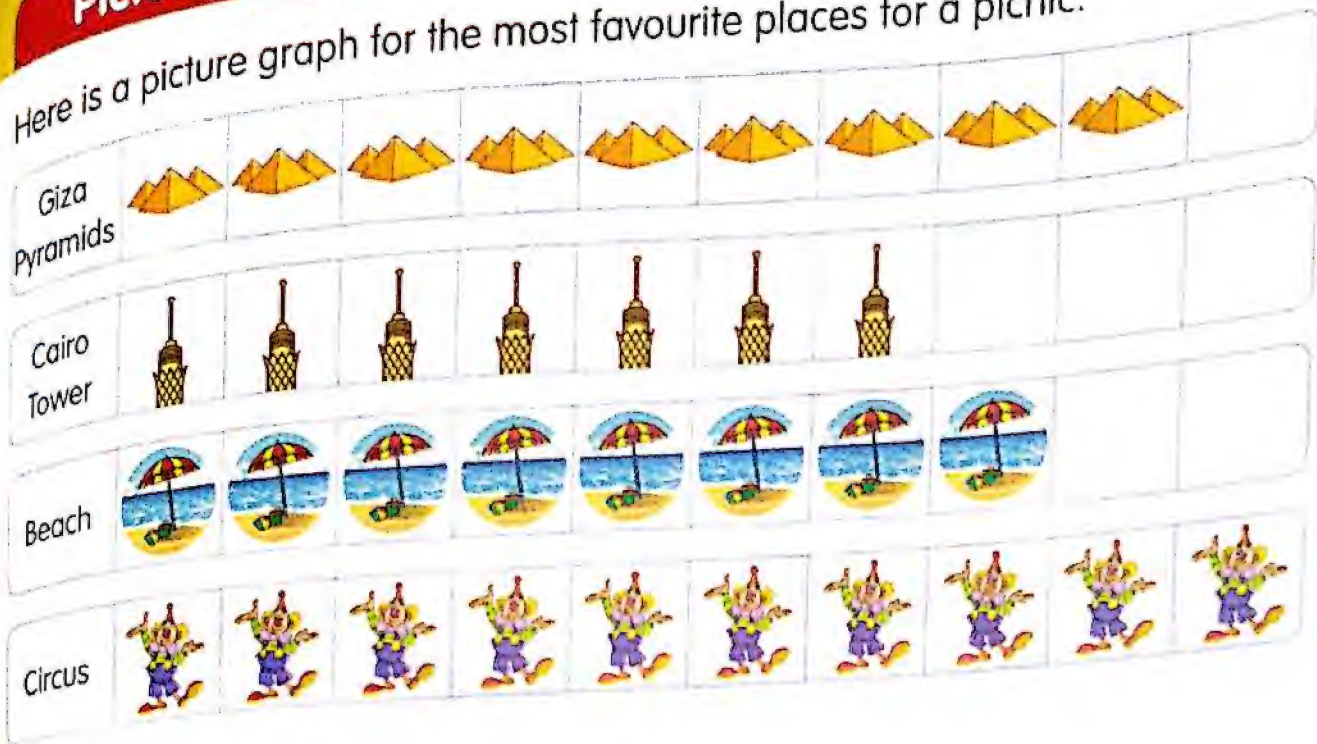 Here is a picture graph for the most favourite places for a picnic.
Giza
Pyramids
Cairo
Tower
Beach
Circus